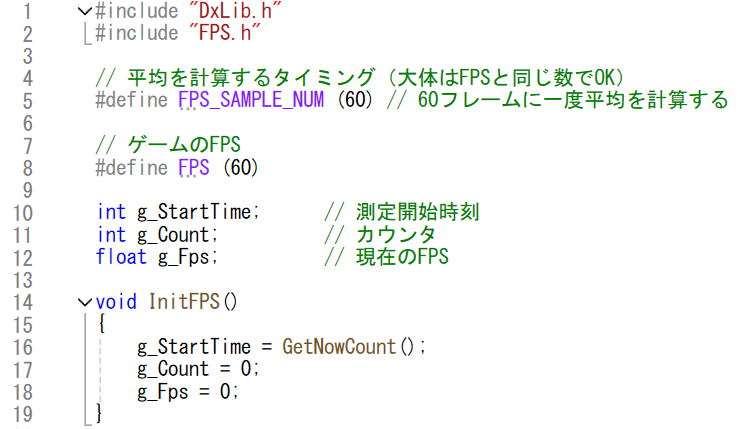 1 #include "DxLib.h"
2 #include "FPS.h"
3
4 // 平均を計算するタイミング（大体はFPSと同じ数でOK）
5 #define FPS_SAMPLE_NUM (60) // 60フレームに一度平均を計算する
6
7 // ゲームのFPS
8 #define FPS (60)
9
10 int g_StartTime;      // 測定開始時刻
11 int g_Count;          // カウンタ
12 float g_Fps;          // 現在のFPS
13
14 void InitFPS()
15 {
16     g_StartTime = GetNowCount();
17     g_Count = 0;
18     g_Fps = 0;
19 }